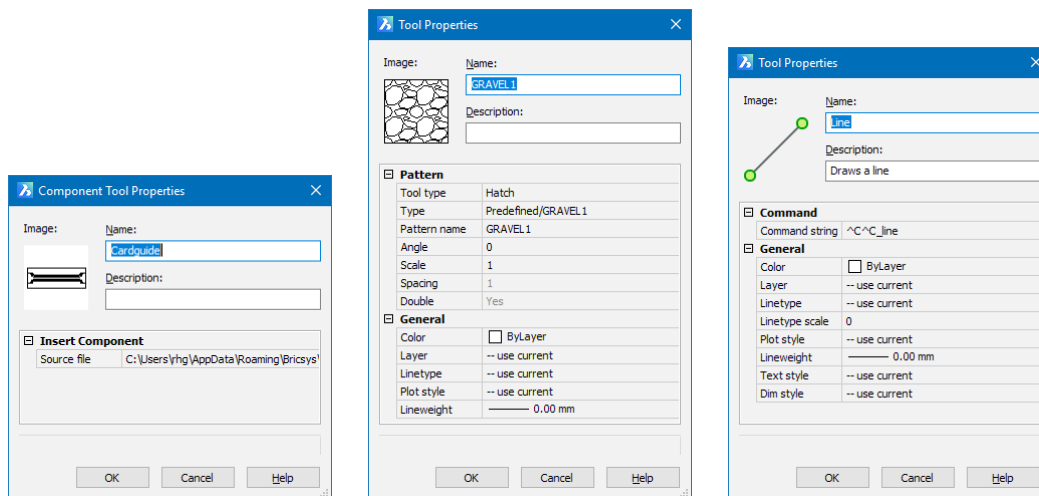 Component Tool Properties
Image:
Name:
Cardguide
Description:
Insert Component
Source file C:\Users\rhg\AppData\Roaming\Bricsys\
OK Cancel Help
Tool Properties
Image:
Name:
GRAVEL1
Description:
Pattern
Tool type Hatch
Type Predefined/GRAVEL1
Pattern name GRAVEL1
Angle 0
Scale 1
Spacing 1
Double Yes
General
Color ByLayer
Layer -- use current
Linetype -- use current
Plot style -- use current
Lineweight 0.00 mm
OK Cancel Help
Tool Properties
Image:
Name:
Line
Description:
Draws a line
Command
Command string ^C^C_line
General
Color ByLayer
Layer -- use current
Linetype -- use current
Linetype scale 0
Plot style -- use current
Lineweight 0.00 mm
Text style -- use current
Dim style -- use current
OK Cancel Help